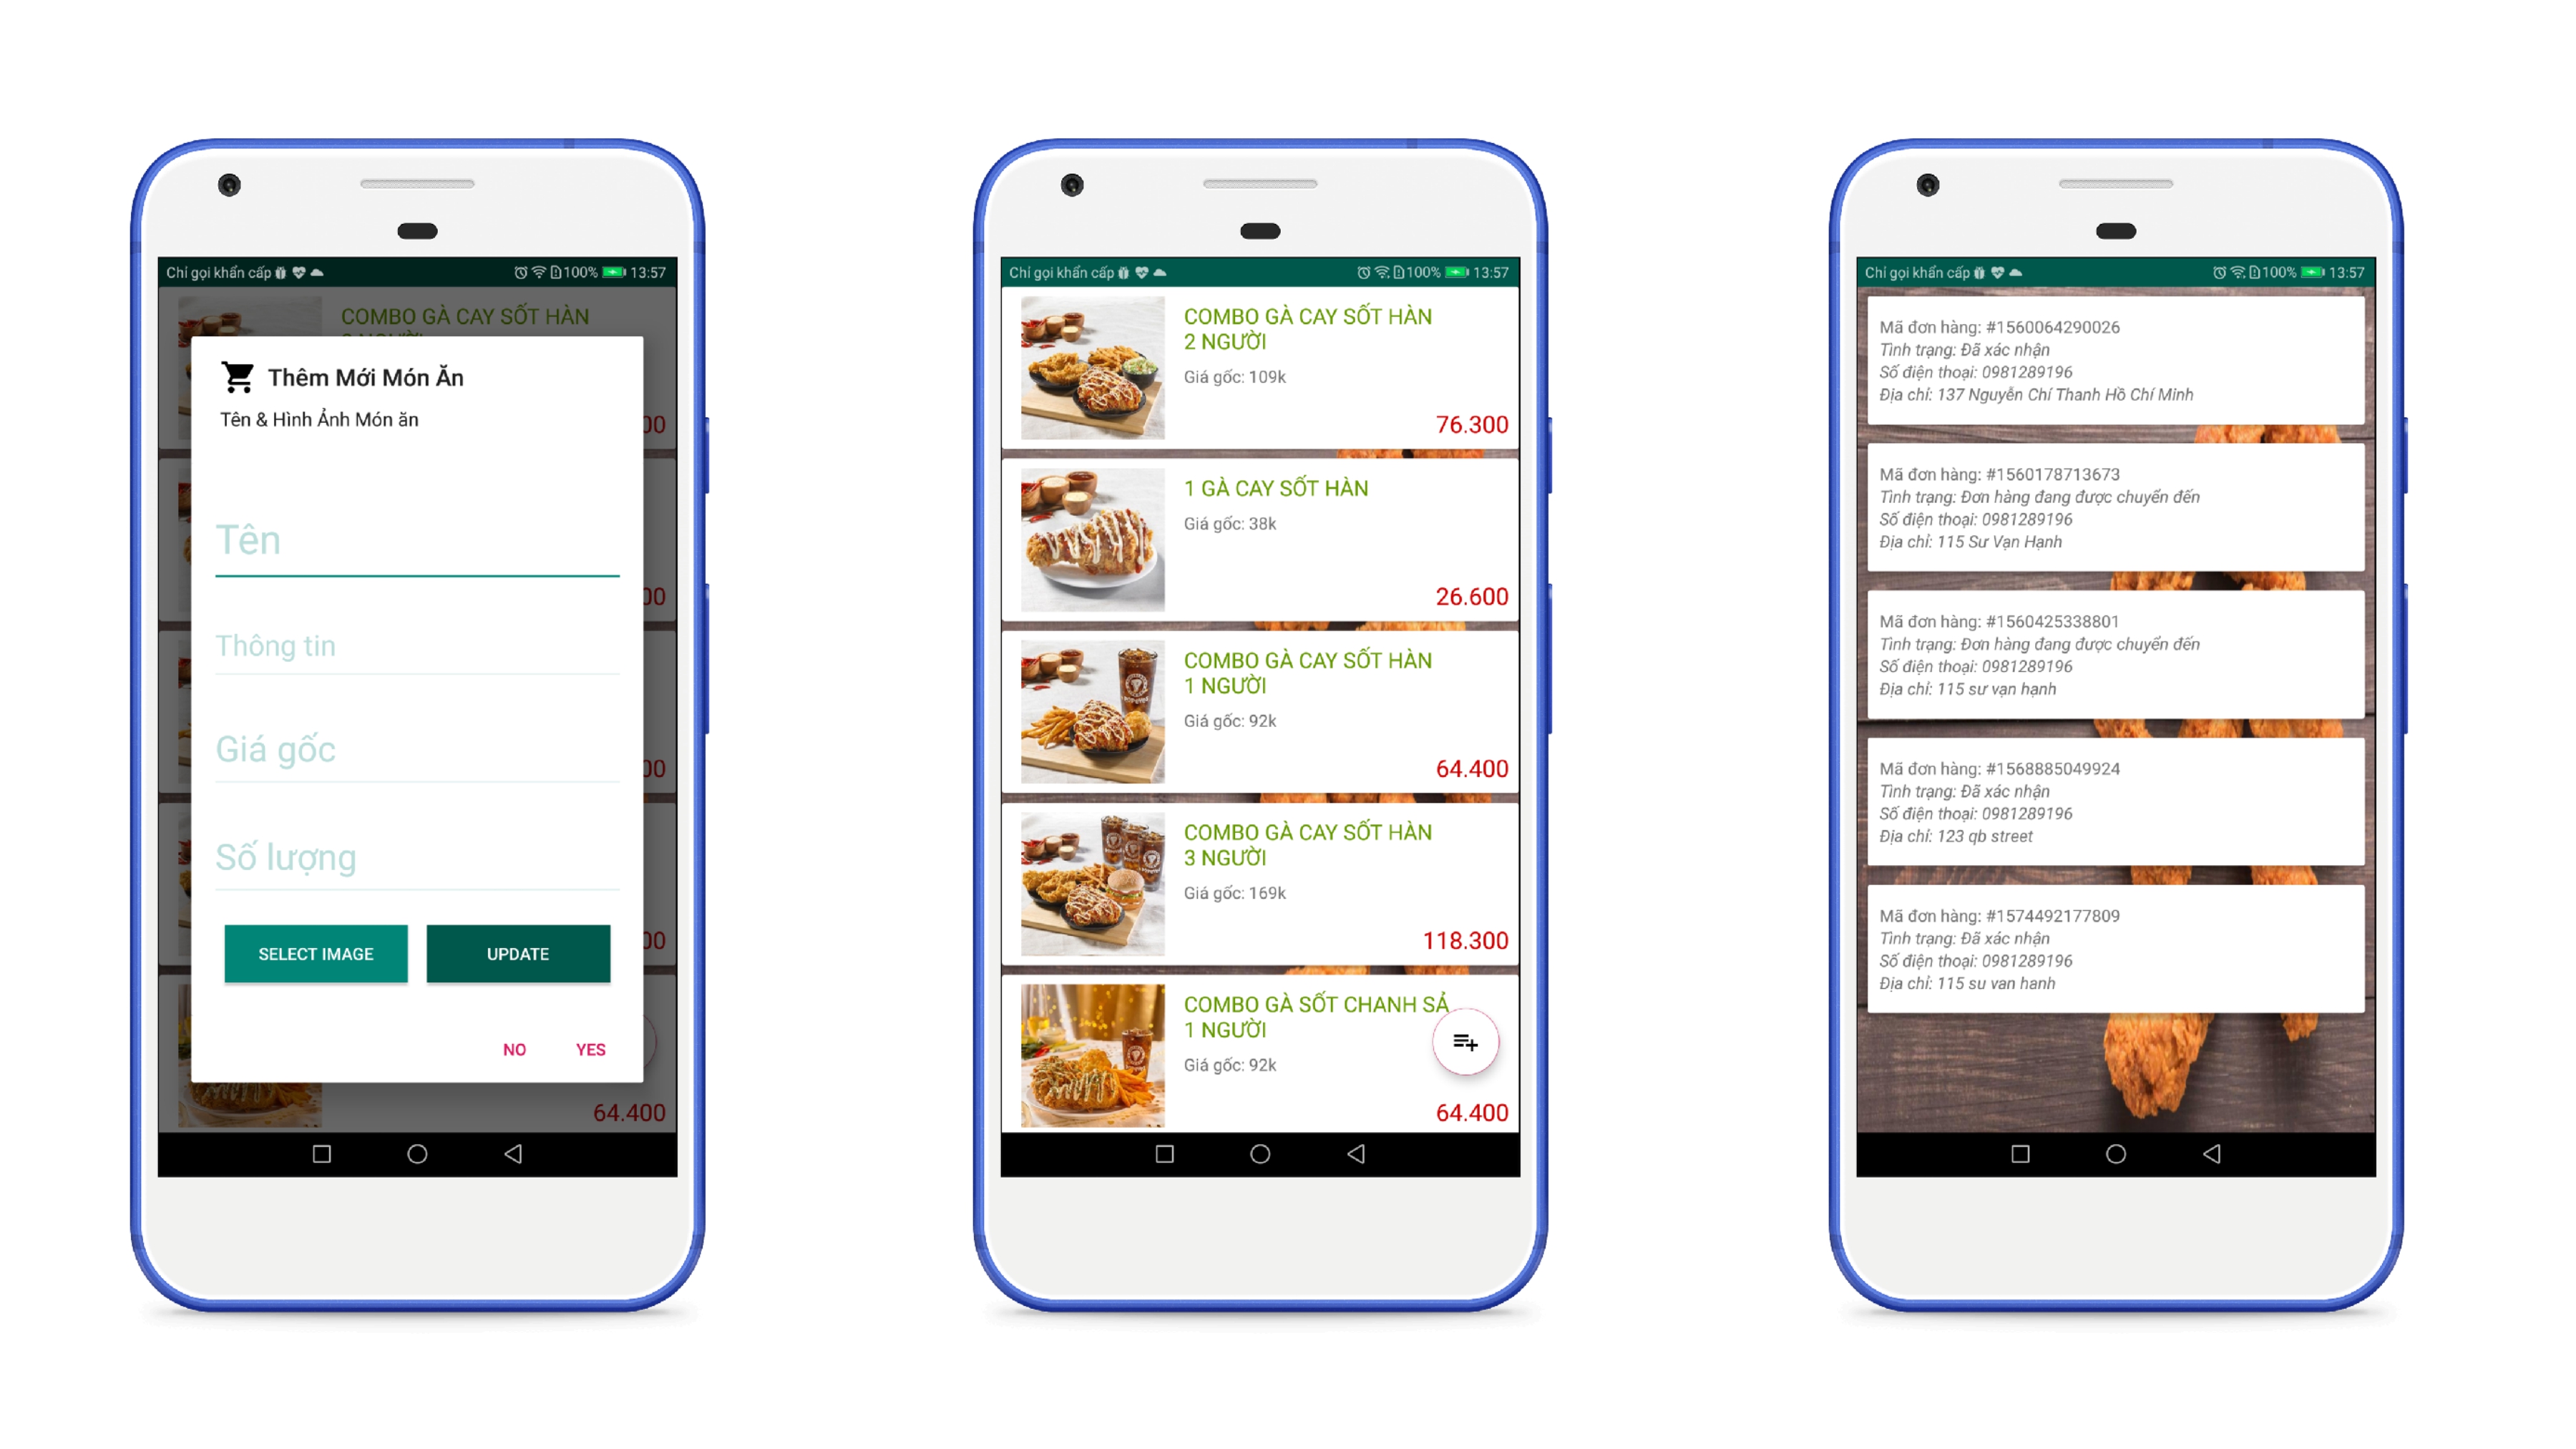 Chỉ gọi khẩn cấp 100% 13:57
COMBO GÀ CAY SỐT HÀN
Thêm Mới Món Ăn
Tên & Hình Ảnh Món ăn
00
Tên
00
Thông tin
Giá gốc
00
Số lượng
00
SELECT IMAGE
UPDATE
NO
YES
64.400
Chỉ gọi khẩn cấp 100% 13:57
COMBO GÀ CAY SỐT HÀN
2 NGƯỜI
Giá gốc: 109k
76.300
1 GÀ CAY SỐT HÀN
Giá gốc: 38k
26.600
COMBO GÀ CAY SỐT HÀN
1 NGƯỜI
Giá gốc: 92k
64.400
COMBO GÀ CAY SỐT HÀN
3 NGƯỜI
Giá gốc: 169k
118.300
COMBO GÀ SỐT CHANH SẢ
1 NGƯỜI
Giá gốc: 92k
64.400
Chỉ gọi khẩn cấp 100% 13:57
Mã đơn hàng: #1560064290026
Tình trạng: Đã xác nhận
Số điện thoại: 0981289196
Địa chỉ: 137 Nguyễn Chí Thanh Hồ Chí Minh
Mã đơn hàng: #1560178713673
Tình trạng: Đơn hàng đang được chuyển đến
Số điện thoại: 0981289196
Địa chỉ: 115 Sư Vạn Hạnh
Mã đơn hàng: #1560425338801
Tình trạng: Đơn hàng đang được chuyển đến
Số điện thoại: 0981289196
Địa chỉ: 115 sư vạn hạnh
Mã đơn hàng: #1568885049924
Tình trạng: Đã xác nhận
Số điện thoại: 0981289196
Địa chỉ: 123 qb street
Mã đơn hàng: #1574492177809
Tình trạng: Đã xác nhận
Số điện thoại: 0981289196
Địa chỉ: 115 su van hanh